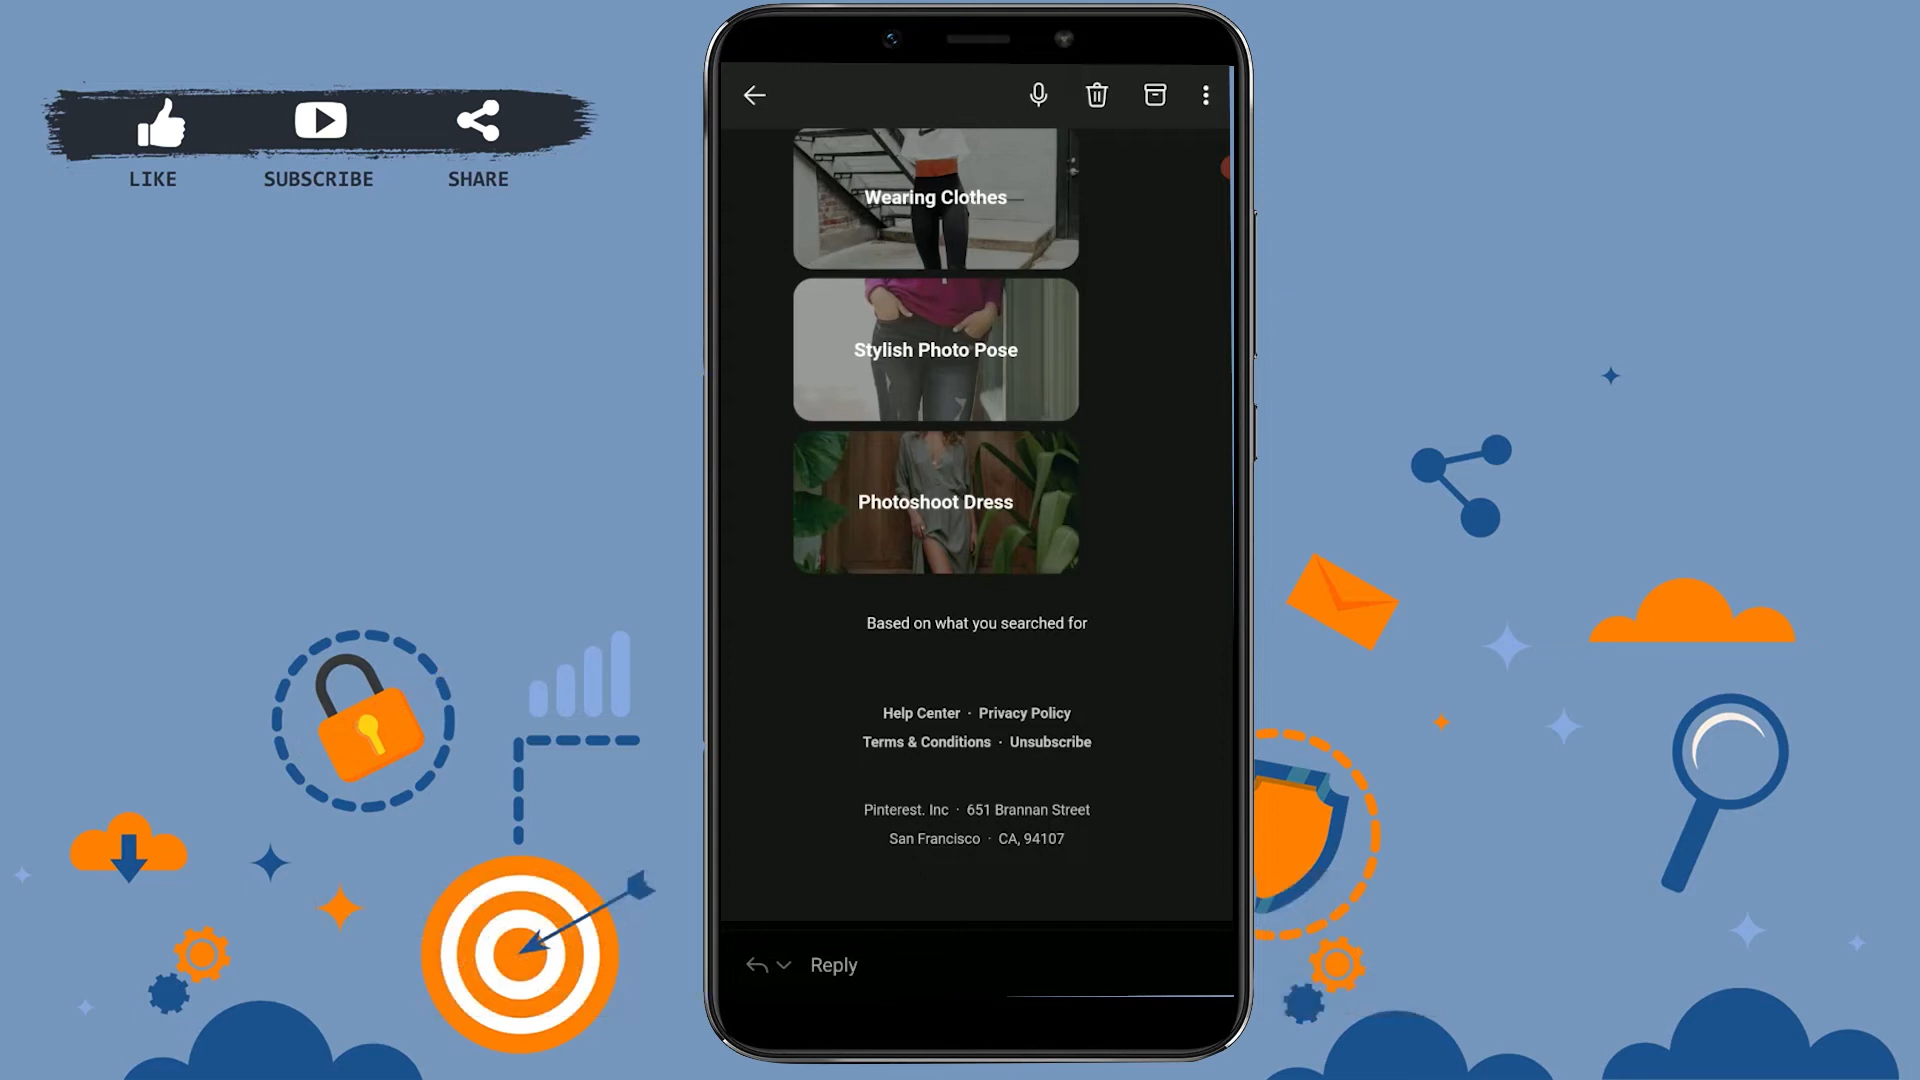 LIKE SUBSCRIBE SHARE
Wearing Clothes
Stylish Photo Pose
Photoshoot Dress
Based on what you searched for
Help Center · Privacy Policy
Terms & Conditions · Unsubscribe
Pinterest. Inc · 651 Brannan Street
San Francisco · CA, 94107
Reply